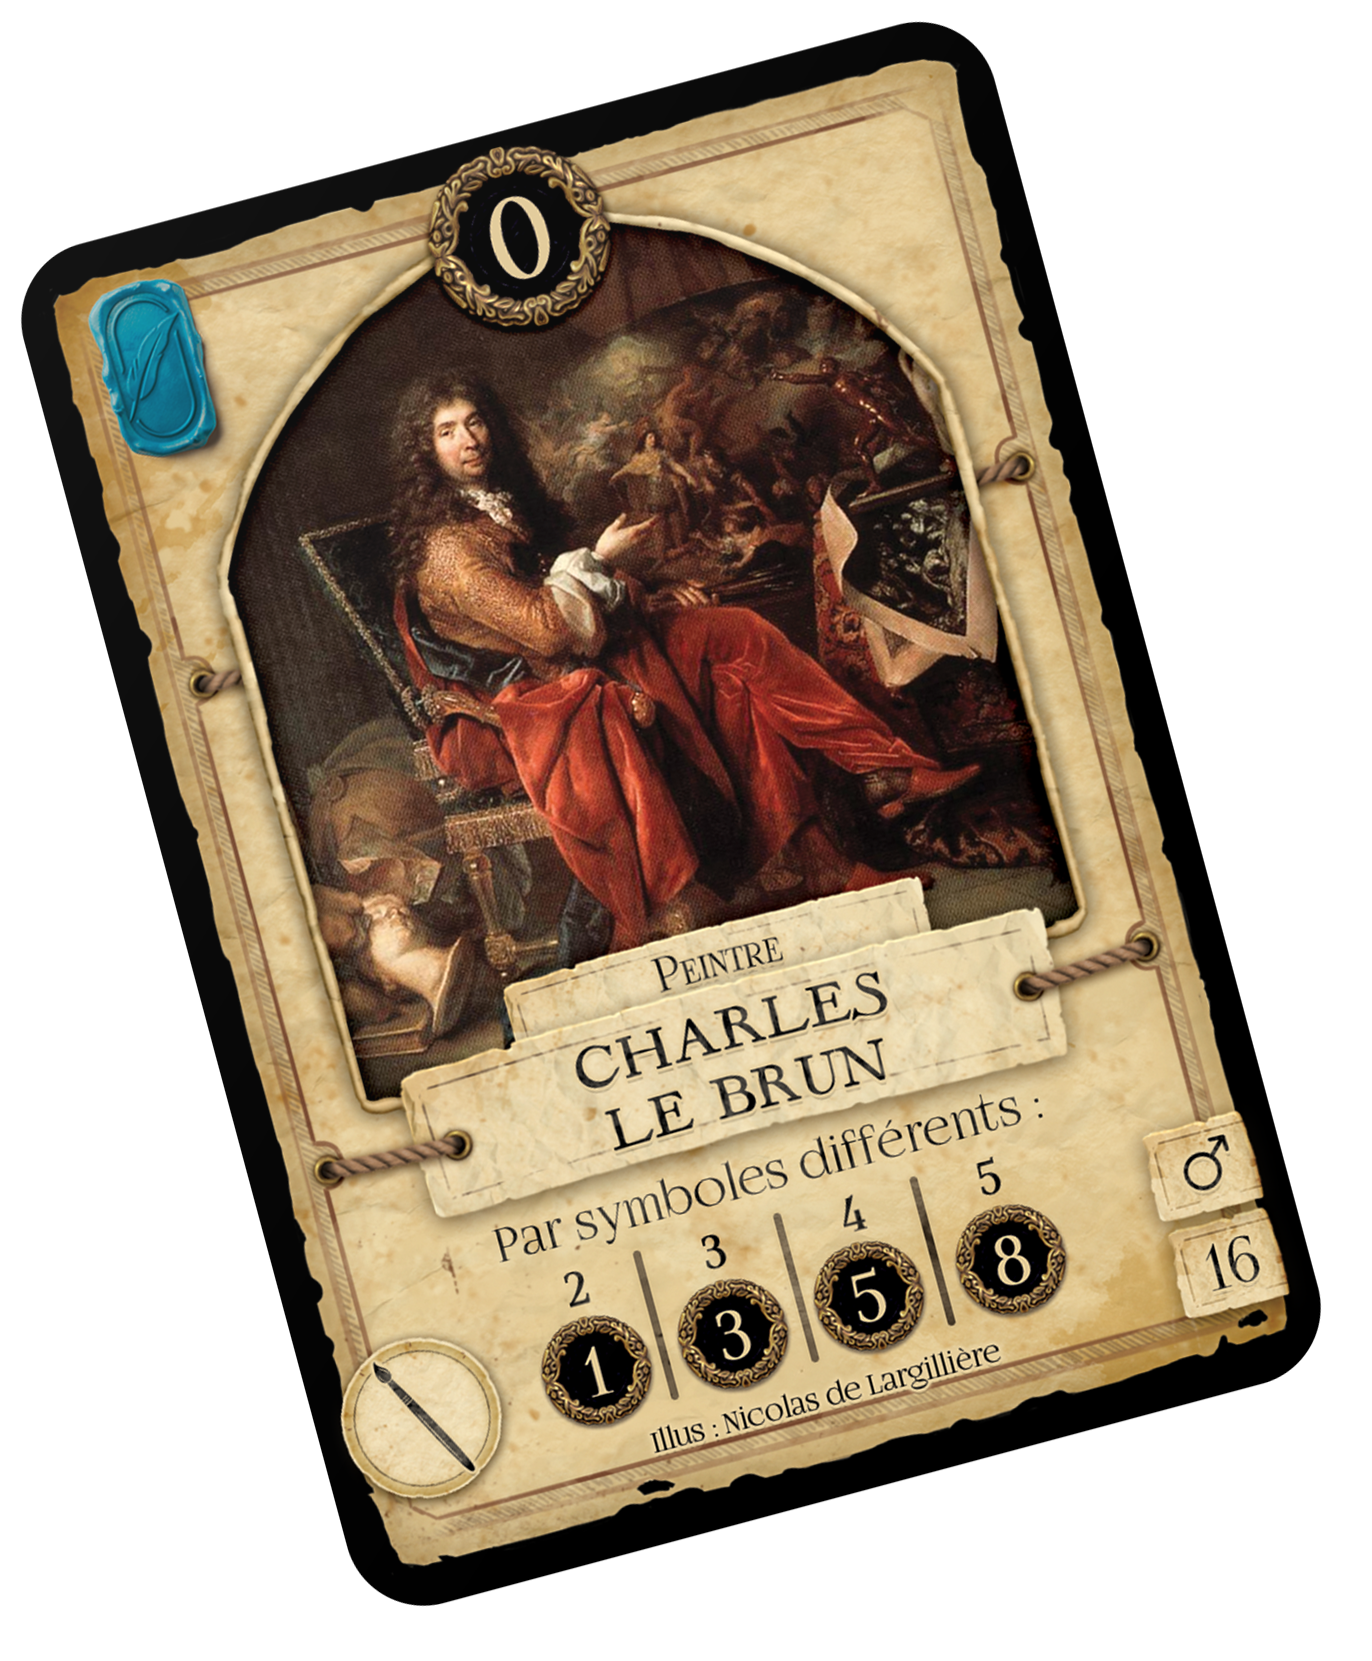 0
PEINTRE
CHARLES
LE BRUN
Par symboles différents :
2 3 4 5
1 3 5 8
Illus : Nicolas de Largillière
♂
16